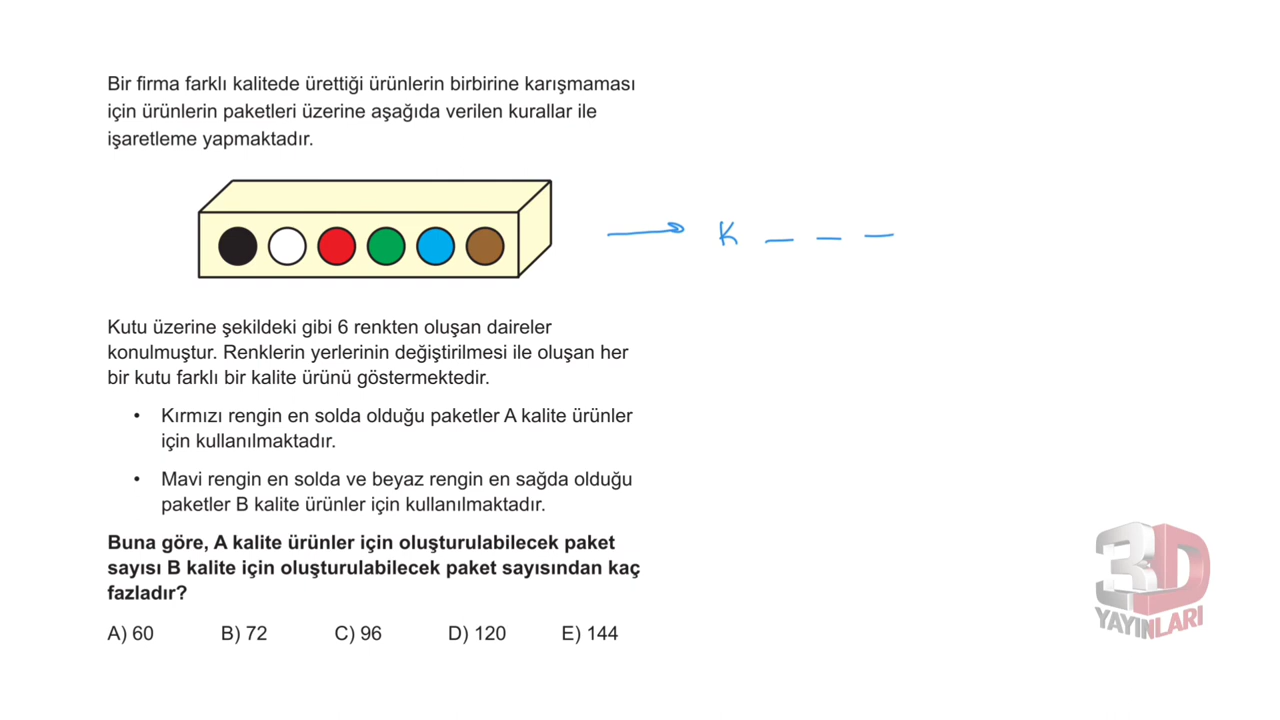 Bir firma farklı kalitede ürettiği ürünlerin birbirine karışmaması
için ürünlerin paketleri üzerine aşağıda verilen kurallar ile
işaretleme yapmaktadır.
K _ _ _
Kutu üzerine şekildeki gibi 6 renkten oluşan daireler
konulmuştur. Renklerin yerlerinin değiştirilmesi ile oluşan her
bir kutu farklı bir kalite ürünü göstermektedir.
• Kırmızı rengin en solda olduğu paketler A kalite ürünler
için kullanılmaktadır.
• Mavi rengin en solda ve beyaz rengin en sağda olduğu
paketler B kalite ürünler için kullanılmaktadır.
Buna göre, A kalite ürünler için oluşturulabilecek paket
sayısı B kalite için oluşturulabilecek paket sayısından kaç
fazladır?
A) 60 B) 72 C) 96 D) 120 E) 144
3D
YAYINLARI